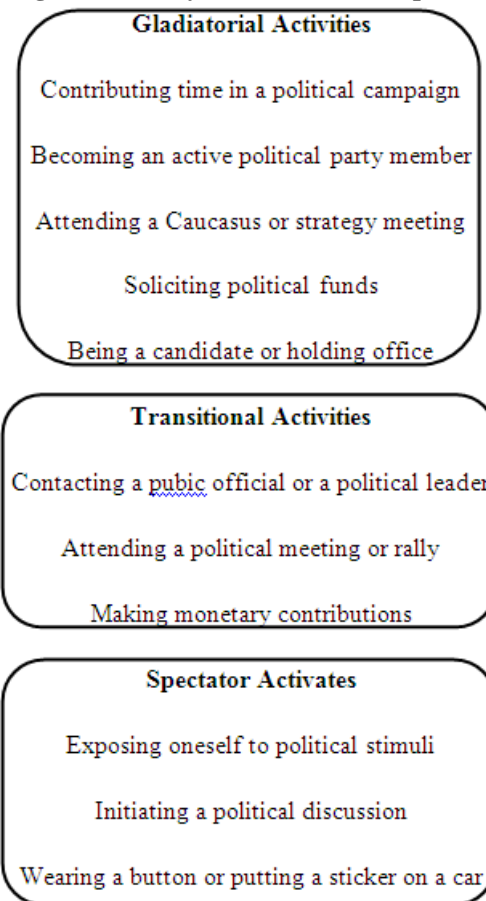 Gladiatorial Activities
Contributing time in a political campaign
Becoming an active political party member
Attending a Caucasus or strategy meeting
Soliciting political funds
Being a candidate or holding office
Transitional Activities
Contacting a pubic official or a political leader
Attending a political meeting or rally
Making monetary contributions
Spectator Activates
Exposing oneself to political stimuli
Initiating a political discussion
Wearing a button or putting a sticker on a car